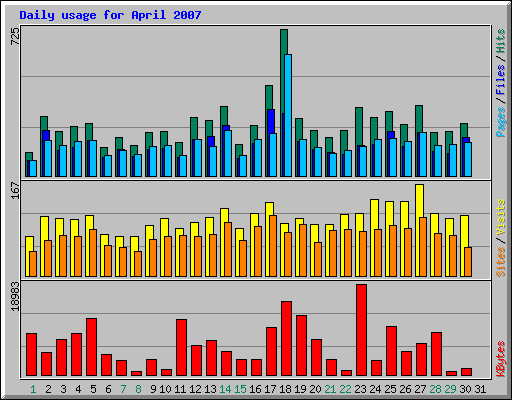 Daily usage for April 2007
725
Pages / Files / Hits
167
Sites / Visits
18983
KBytes
1 2 3 4 5 6 7 8 9 10 11 12 13 14 15 16 17 18 19 20 21 22 23 24 25 26 27 28 29 30 31